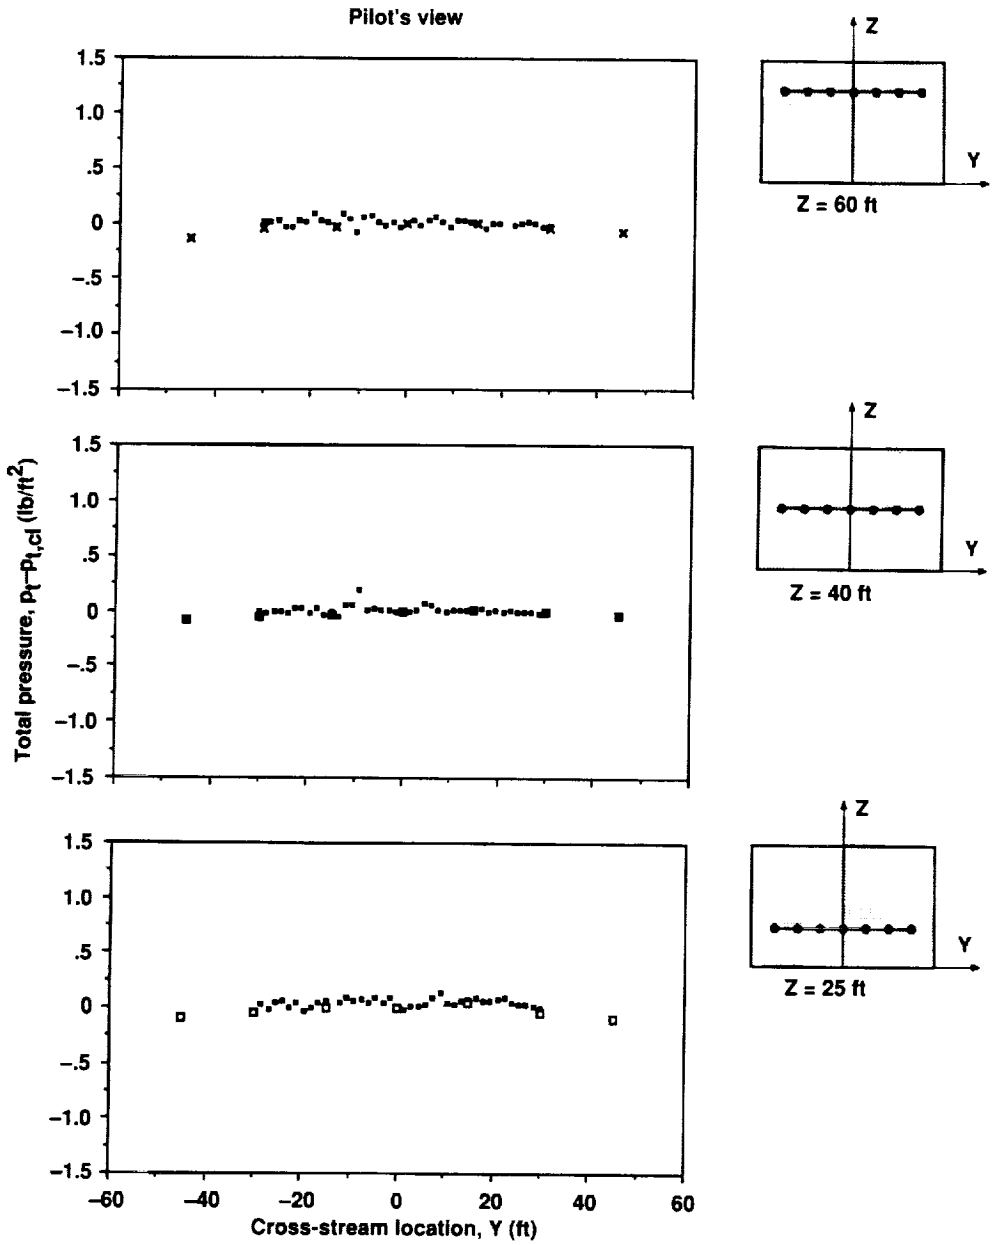 Pilot's view
1.5
1.0
.5
0
−.5
−1.0
−1.5
Z
Y
Z = 60 ft
Total pressure, pt−pt,cl (lb/ft2)
1.5
1.0
.5
0
−.5
−1.0
−1.5
Z
Y
Z = 40 ft
1.5
1.0
.5
0
−.5
−1.0
−1.5
Z
Y
Z = 25 ft
−60 −40 −20 0 20 40 60
Cross-stream location, Y (ft)